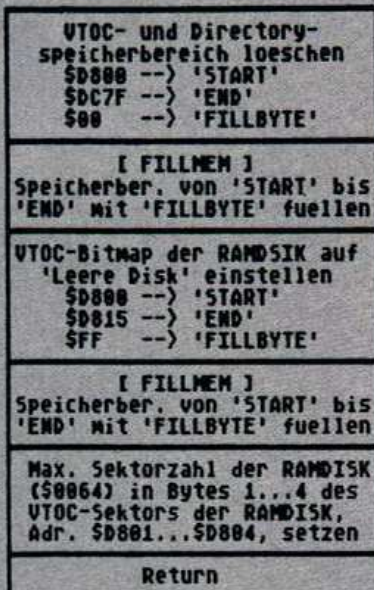 VTOC- und Directory-
speicherbereich loeschen
$D800 --> 'START'
$DC7F --> 'END'
$00 --> 'FILLBYTE'
[ FILLMEM ]
Speicherber. von 'START' bis
'END' mit 'FILLBYTE' fuellen
VTOC-Bitmap der RAMDSIK auf
'Leere Disk' einstellen
$D800 --> 'START'
$D815 --> 'END'
$FF --> 'FILLBYTE'
[ FILLMEM ]
Speicherber. von 'START' bis
'END' mit 'FILLBYTE' fuellen
Max. Sektorzahl der RAMDISK
($0064) in Bytes 1...4 des
VTOC-Sektors der RAMDISK,
Adr. $D801...$D804, setzen
Return